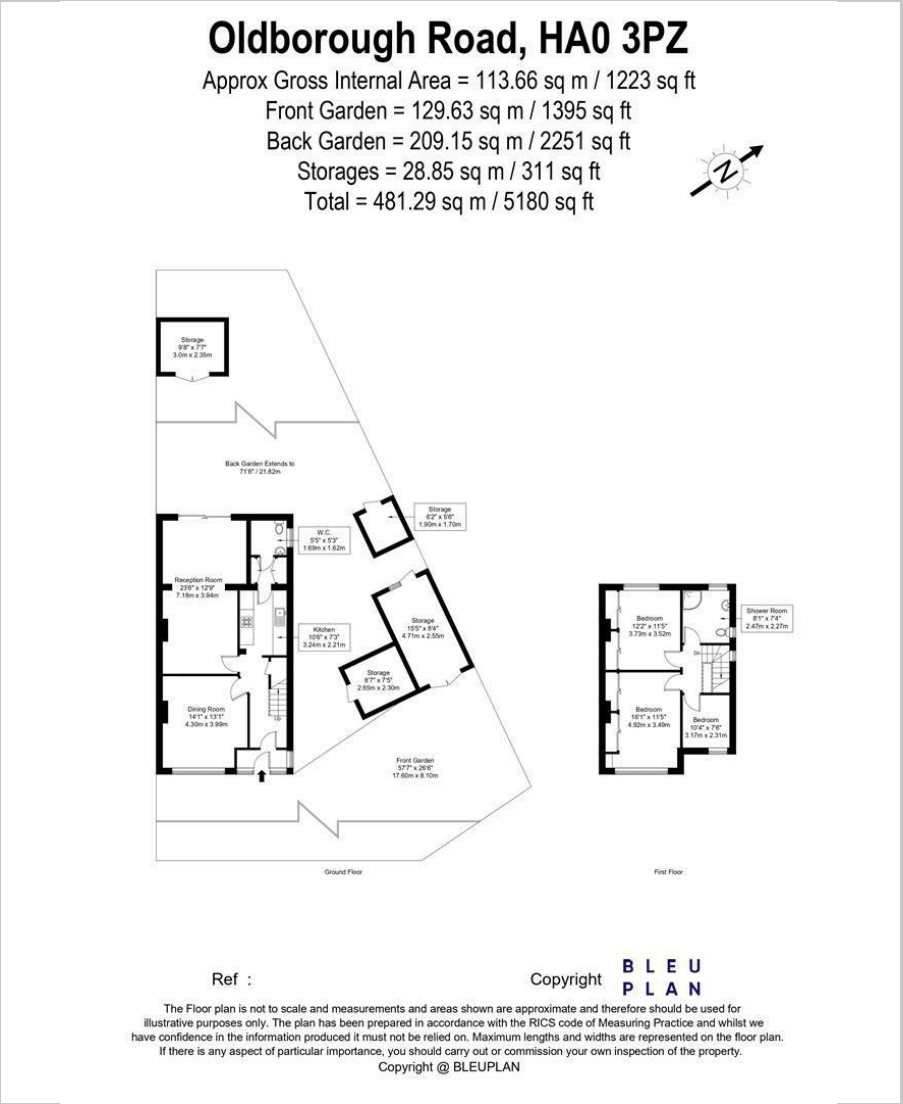 Oldborough Road, HA0 3PZ
Approx Gross Internal Area = 113.66 sq m / 1223 sq ft
Front Garden = 129.63 sq m / 1395 sq ft
Back Garden = 209.15 sq m / 2251 sq ft
Storages = 28.85 sq m / 311 sq ft
Total = 481.29 sq m / 5180 sq ft
N
Storage
9'8" x 7'7"
3.0m x 2.35m
Back Garden Extends to
71'6" / 21.82m
Storage
6'2" x 5'6"
1.90m x 1.70m
W.C.
5'5" x 5'3"
1.69m x 1.62m
Reception Room
23'6" x 12'9"
7.18m x 3.94m
Kitchen
10'6" x 7'3"
3.24m x 2.21m
Storage
15'5" x 8'4"
4.71m x 2.55m
Storage
8'7" x 7'5"
2.65m x 2.30m
Dining Room
14'1" x 13'1"
4.30m x 3.99m
Up
Front Garden
57'7" x 26'6"
17.60m x 8.10m
Bedroom
12'2" x 11'5"
3.73m x 3.52m
Shower Room
8'1" x 7'4"
2.47m x 2.27m
Dn
Bedroom
16'1" x 11'5"
4.92m x 3.49m
Bedroom
10'4" x 7'6"
3.17m x 2.31m
Ground Floor
First Floor
Ref :
Copyright
BLEU
PLAN
The Floor plan is not to scale and measurements and areas shown are approximate and therefore should be used for
illustrative purposes only. The plan has been prepared in accordance with the RICS code of Measuring Practice and whilst we
have confidence in the information produced it must not be relied on. Maximum lengths and widths are represented on the floor plan.
If there is any aspect of particular importance, you should carry out or commission your own inspection of the property.
Copyright @ BLEUPLAN